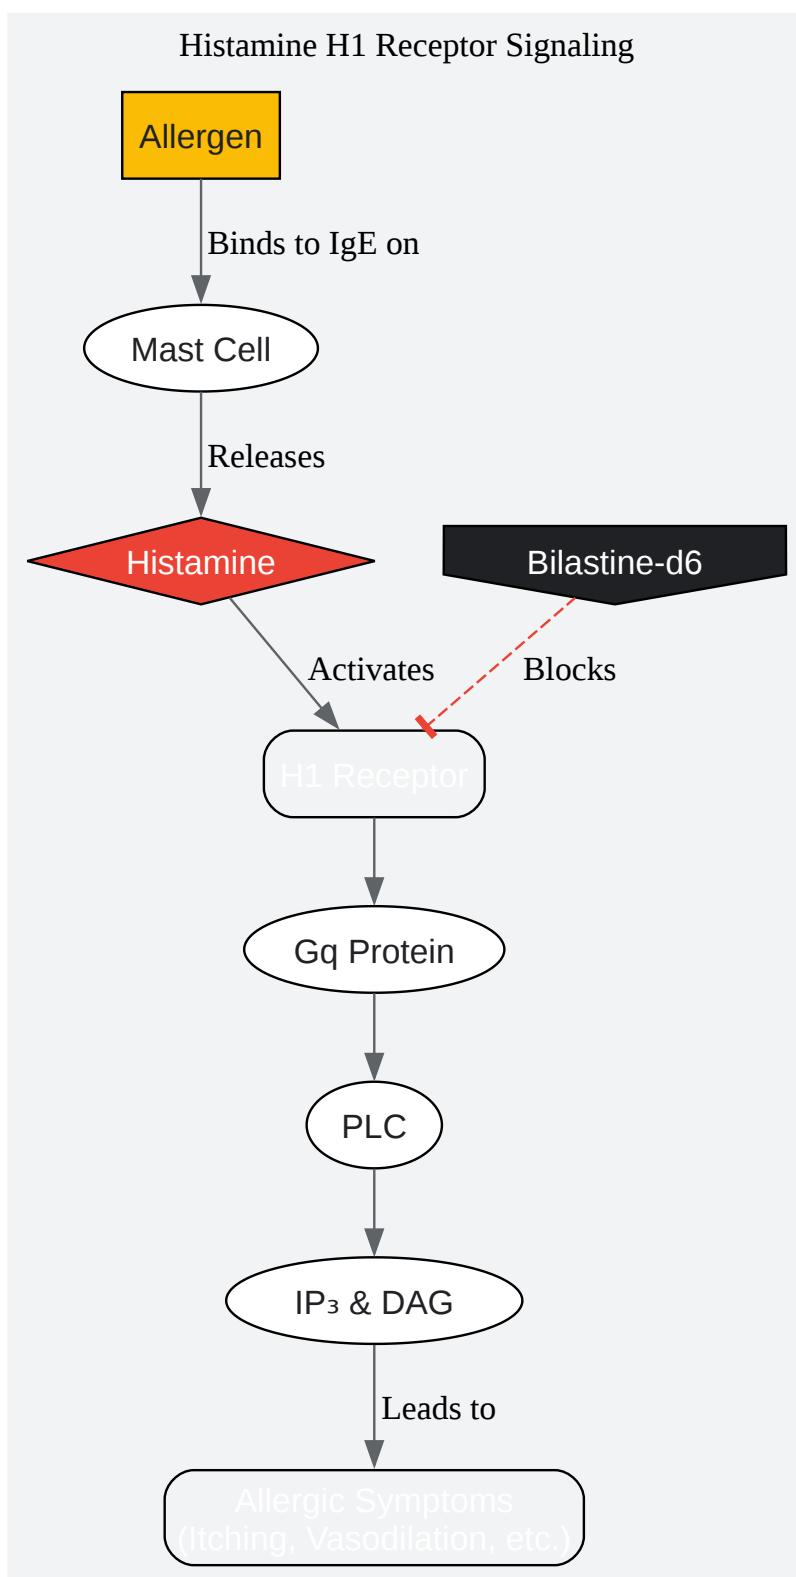 Histamine H1 Receptor Signaling
Allergen
Binds to IgE on
Mast Cell
Releases
Histamine
Bilastine-d6
Activates
Blocks
H1 Receptor
Gq Protein
PLC
IP₃ & DAG
Leads to
Allergic Symptoms
(Itching, Vasodilation, etc.)